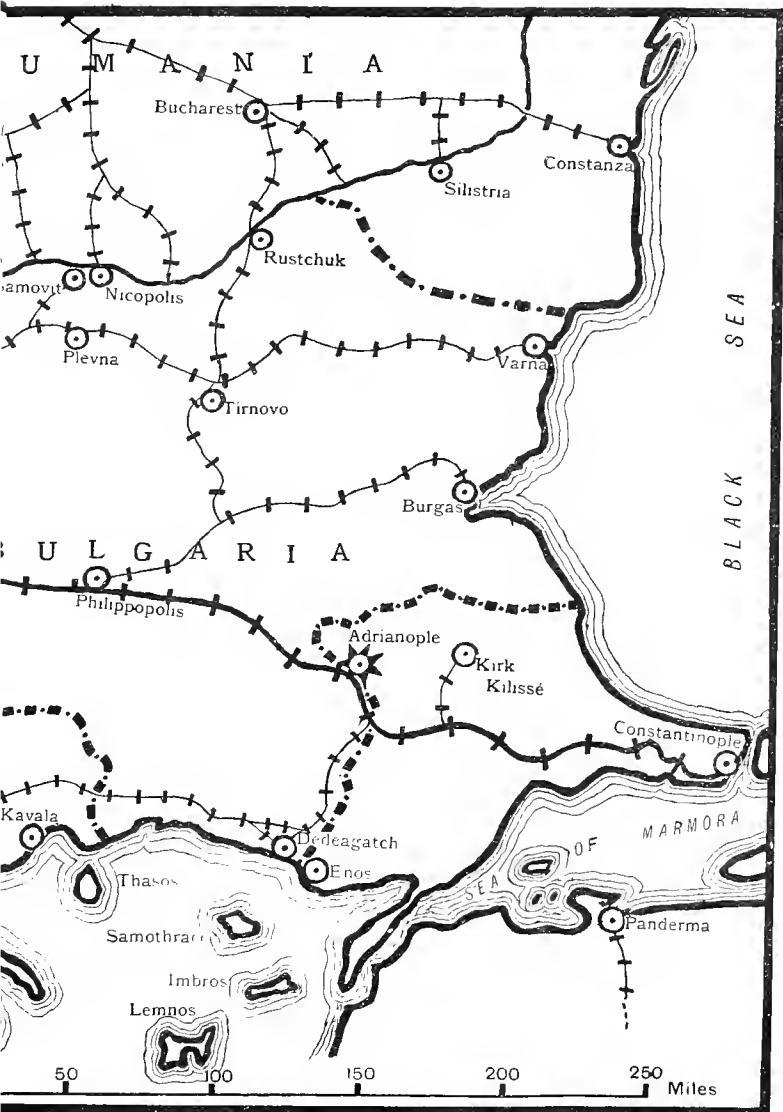 U M A N I A
Bucharest
Constanza
Silistria
Rustchuk
Nicopolis
Plevna
Varna
Tirnovo
BLACK SEA
Burgas
U L G A R I A
Philippopolis
Adrianople
Kirk
Kilissé
Constantinople
Kavala
Dedeagatch
Enos
SEA OF MARMORA
Thasos
Panderma
Imbros
Lemnos
50 100 150 200 250 Miles